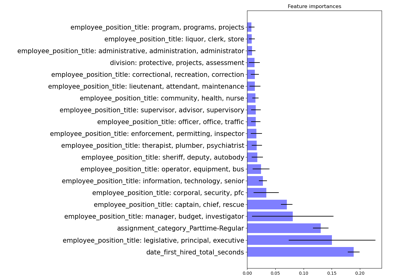 Feature importances
employee_position_title: program, programs, projects
employee_position_title: liquor, clerk, store
employee_position_title: administrative, administration, administrator
division: protective, projects, assessment
employee_position_title: correctional, recreation, correction
employee_position_title: lieutenant, attendant, maintenance
employee_position_title: community, health, nurse
employee_position_title: supervisor, advisor, supervisory
employee_position_title: officer, office, traffic
employee_position_title: enforcement, permitting, inspector
employee_position_title: therapist, plumber, psychiatrist
employee_position_title: sheriff, deputy, autobody
employee_position_title: operator, equipment, bus
employee_position_title: information, technology, senior
employee_position_title: corporal, security, pfc
employee_position_title: captain, chief, rescue
employee_position_title: manager, budget, investigator
assignment_category_Parttime-Regular
employee_position_title: legislative, principal, executive
date_first_hired_total_seconds
0.00 0.05 0.10 0.15 0.20